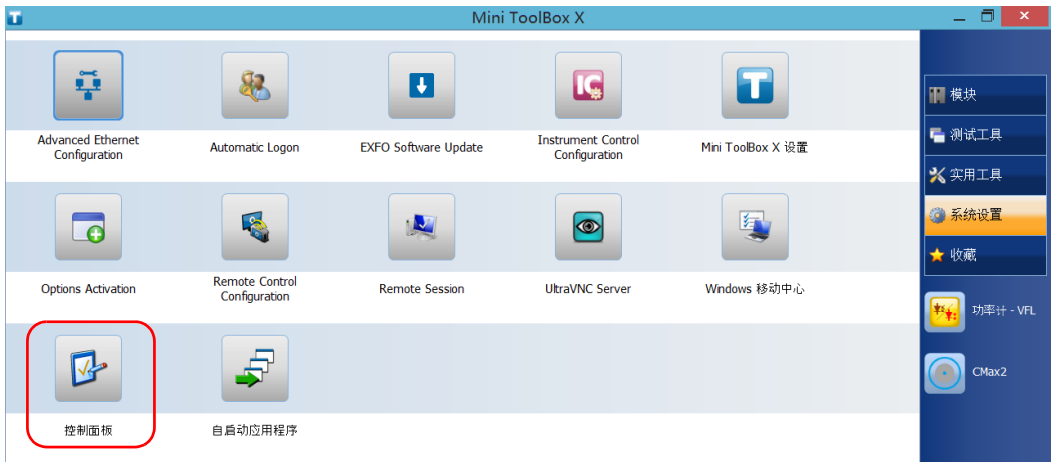 Mini ToolBox X
Advanced Ethernet
Configuration
Automatic Logon
EXFO Software Update
Instrument Control
Configuration
Mini ToolBox X 设置
Options Activation
Remote Control
Configuration
Remote Session
UltraVNC Server
Windows 移动中心
控制面板
自启动应用程序
模块
测试工具
实用工具
系统设置
收藏
功率计 - VFL
CMax2